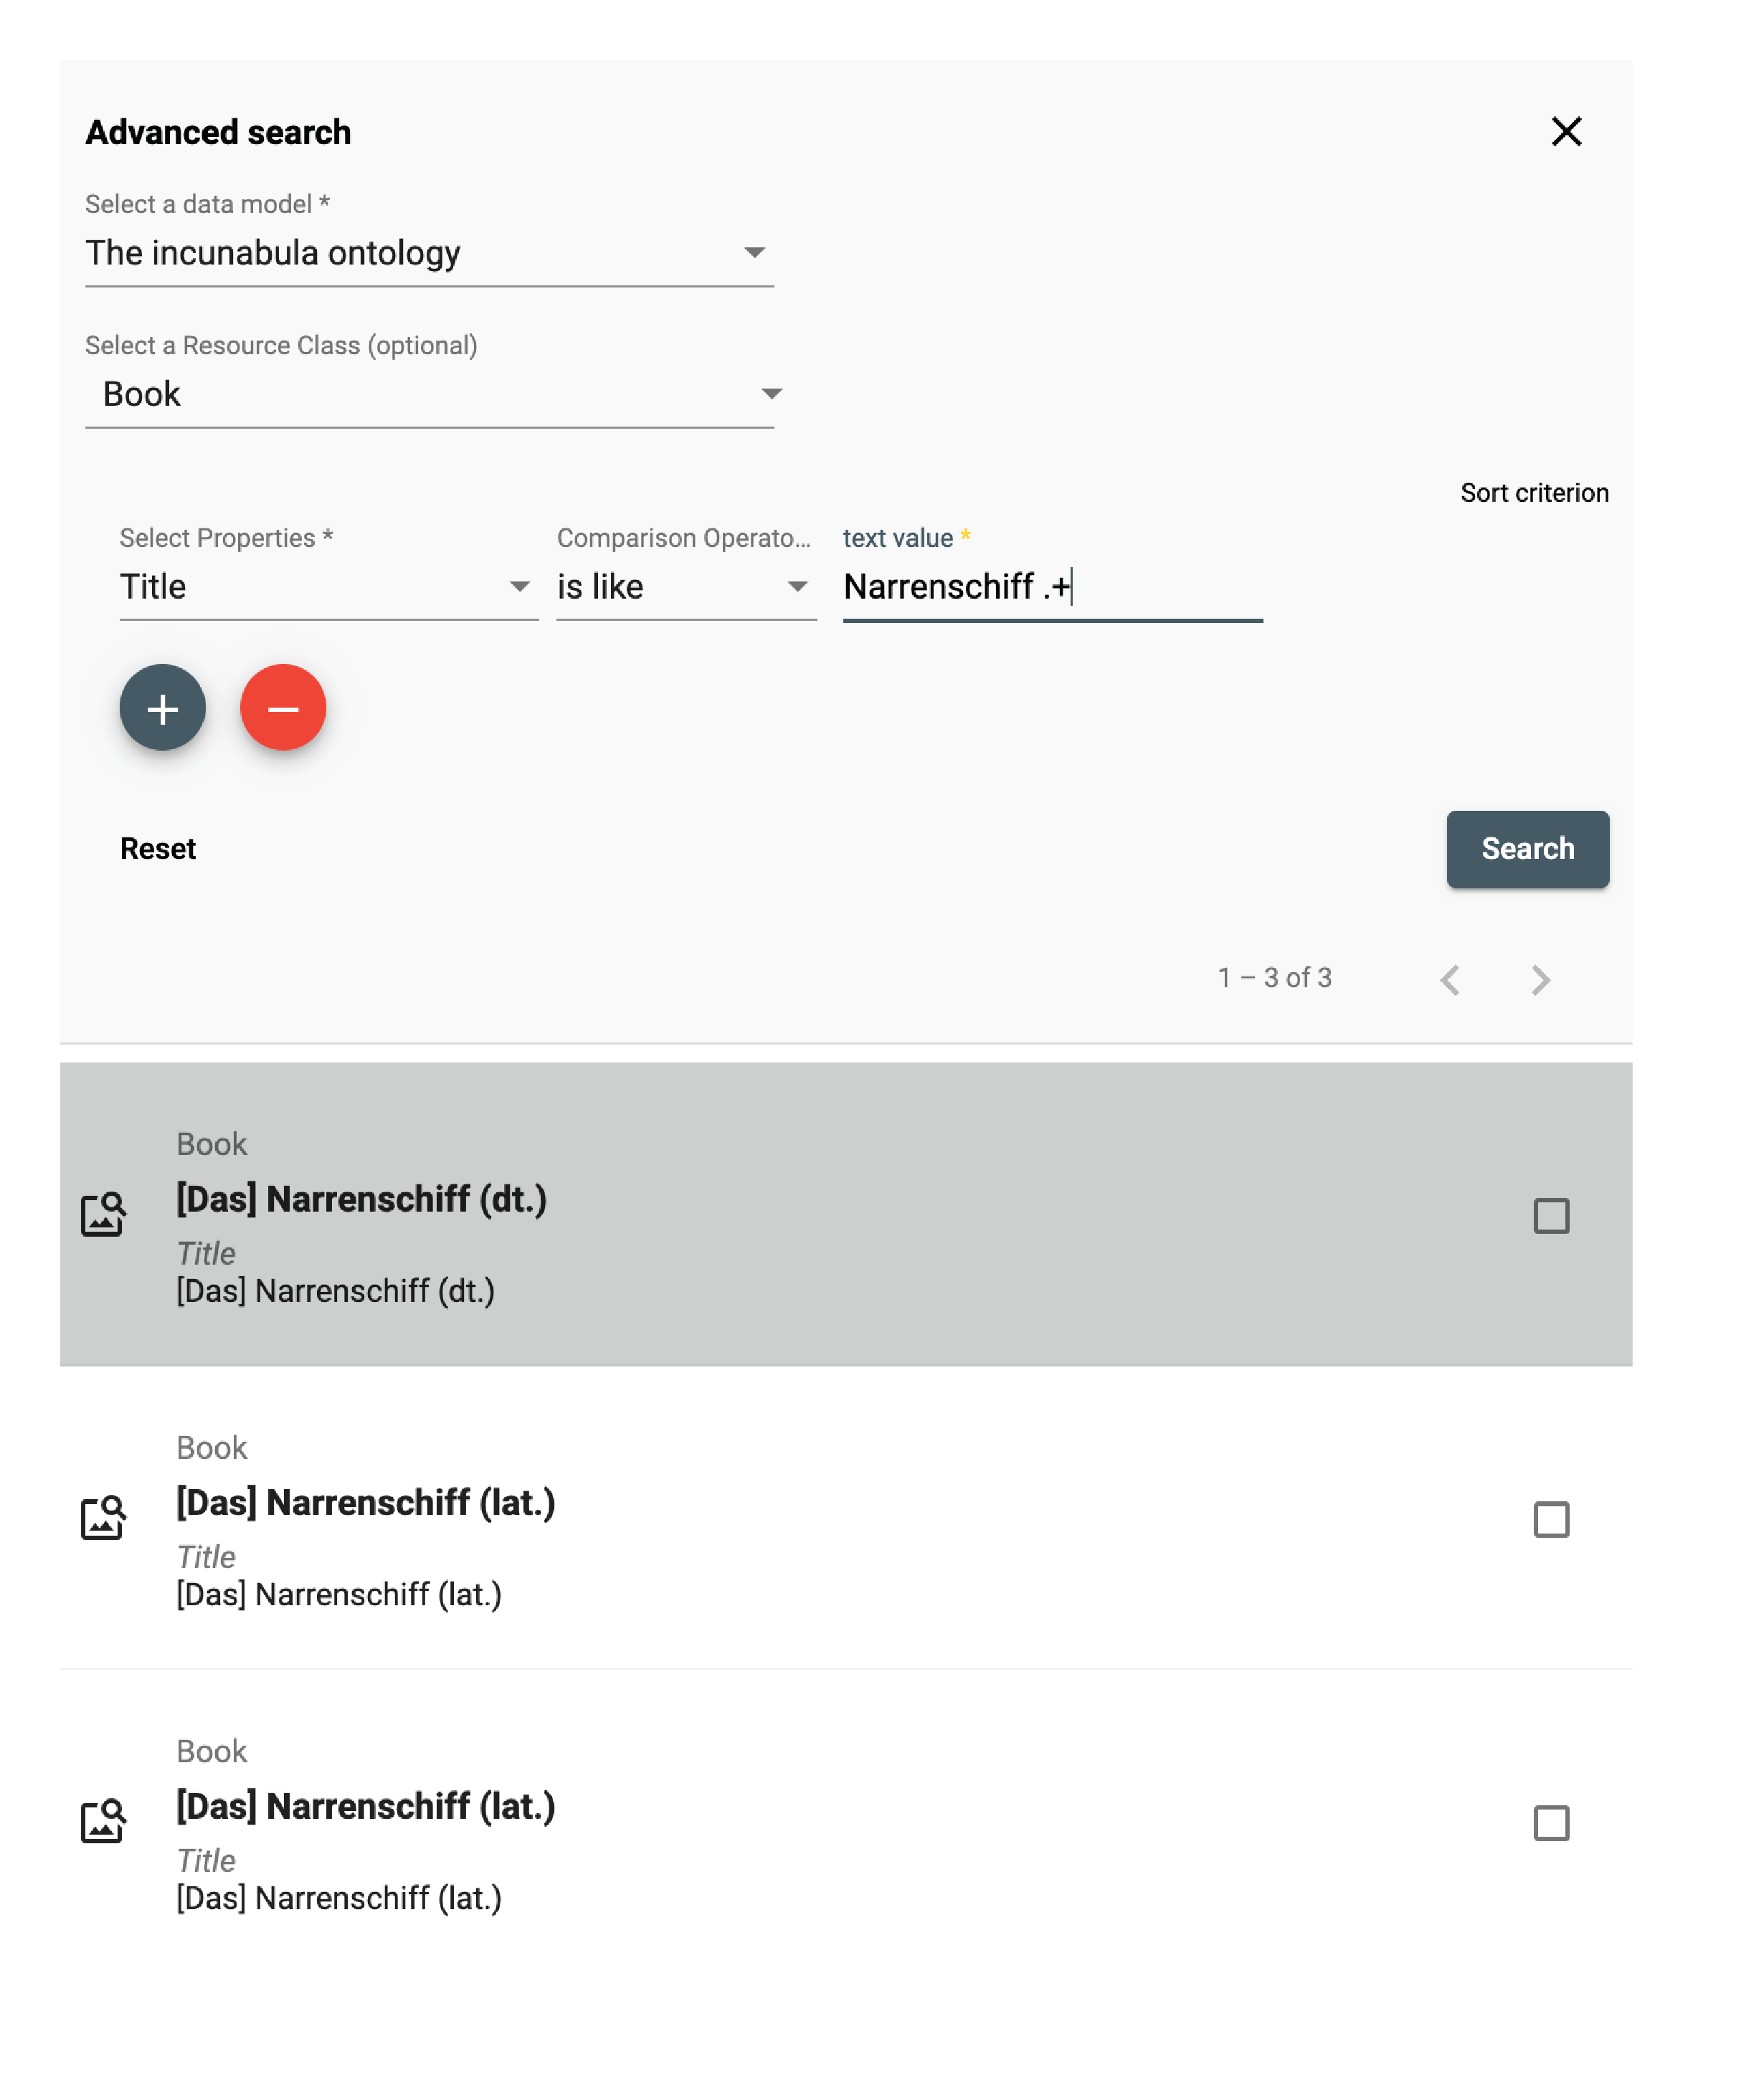 Advanced search
Select a data model *
The incunabula ontology
Select a Resource Class (optional)
Book
Sort criterion
Select Properties * Comparison Operato... text value *
Title is like Narrenschiff .+
Reset Search
1 – 3 of 3
Book
[Das] Narrenschiff (dt.)
Title
[Das] Narrenschiff (dt.)
Book
[Das] Narrenschiff (lat.)
Title
[Das] Narrenschiff (lat.)
Book
[Das] Narrenschiff (lat.)
Title
[Das] Narrenschiff (lat.)